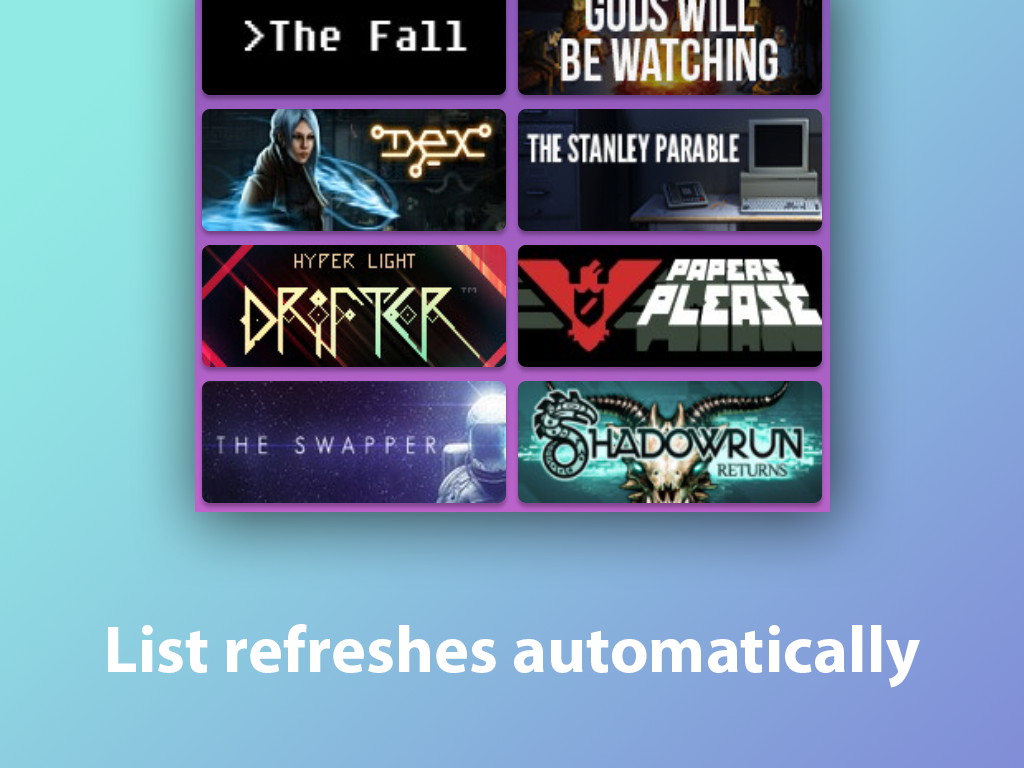 >The Fall
GODS WILL
BE WATCHING
DEX
THE STANLEY PARABLE
HYPER LIGHT
DRIFTER™
PAPERS,
PLEASE
THE SWAPPER
SHADOWRUN
RETURNS
List refreshes automatically